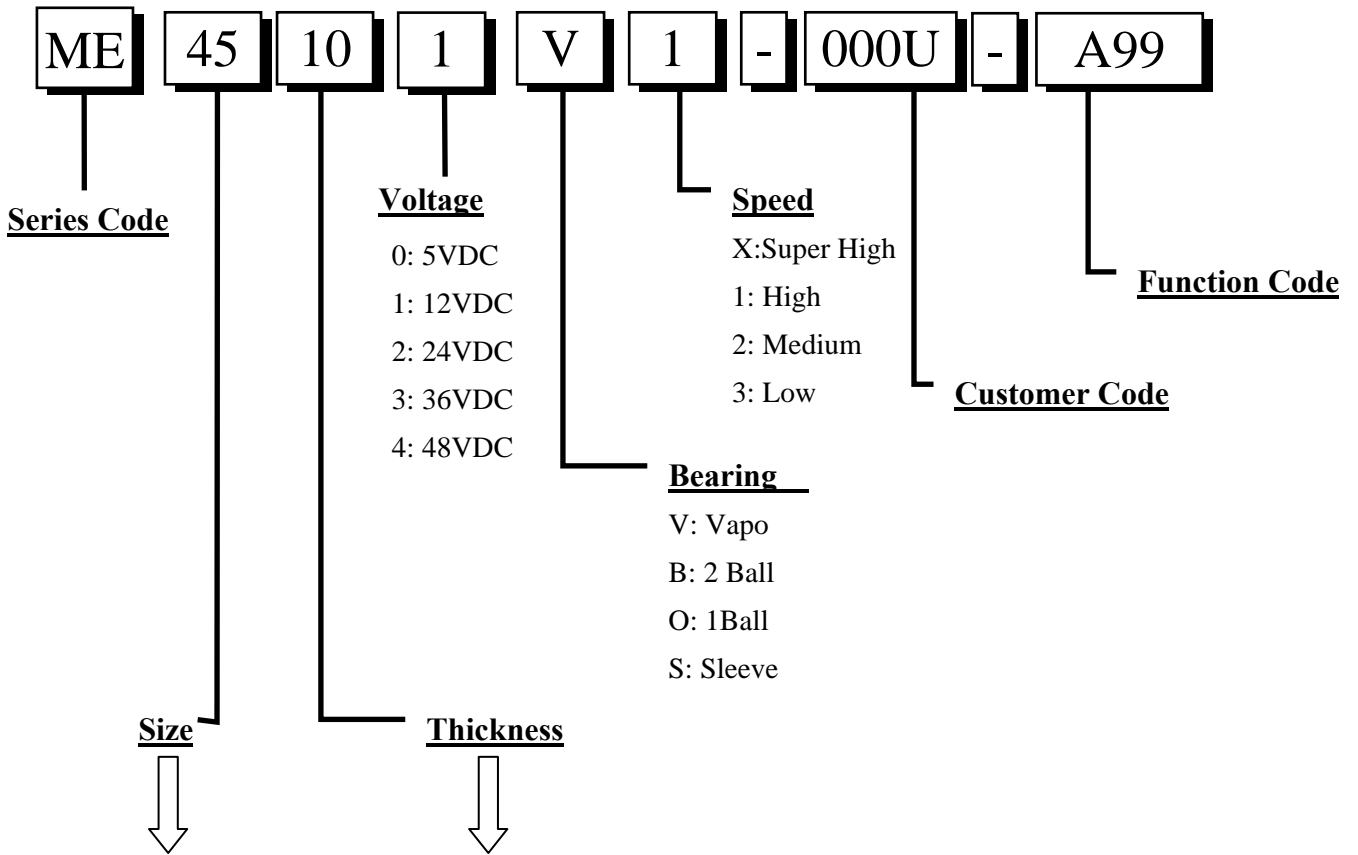 ME 45 10 1 V 1 - 000U - A99
Series Code
Voltage
0: 5VDC
1: 12VDC
2: 24VDC
3: 36VDC
4: 48VDC
Speed
X:Super High
1: High
2: Medium
3: Low
Function Code
Customer Code
Bearing
V: Vapo
B: 2 Ball
O: 1Ball
S: Sleeve
Size
Thickness